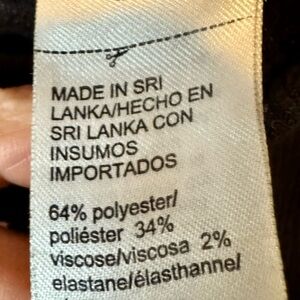 MADE IN SRI
LANKA/HECHO EN
SRI LANKA CON
INSUMOS
IMPORTADOS
64% polyester/
poliéster 34%
viscose/viscosa 2%
elastane/élasthanne/